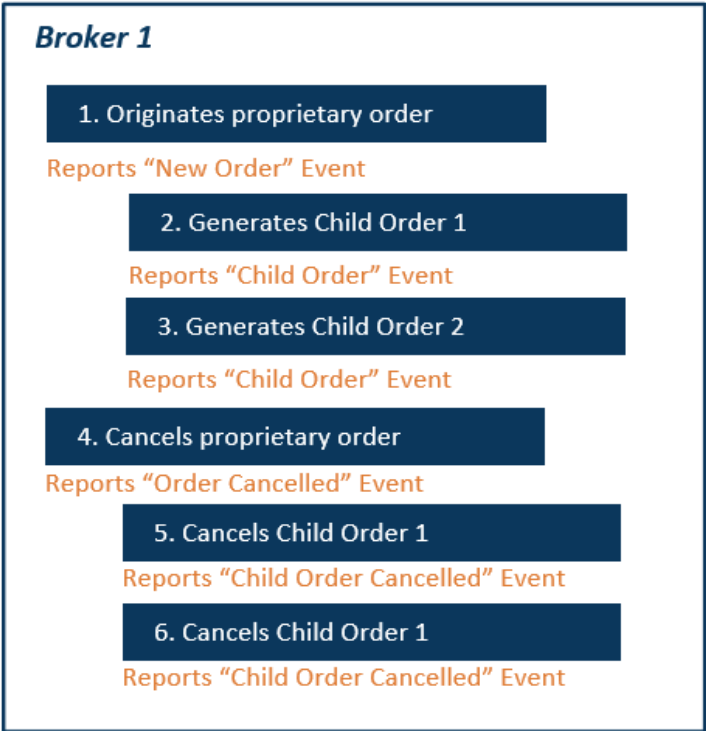 Broker 1
1. Originates proprietary order
Reports “New Order” Event
2. Generates Child Order 1
Reports “Child Order” Event
3. Generates Child Order 2
Reports “Child Order” Event
4. Cancels proprietary order
Reports “Order Cancelled” Event
5. Cancels Child Order 1
Reports “Child Order Cancelled” Event
6. Cancels Child Order 1
Reports “Child Order Cancelled” Event